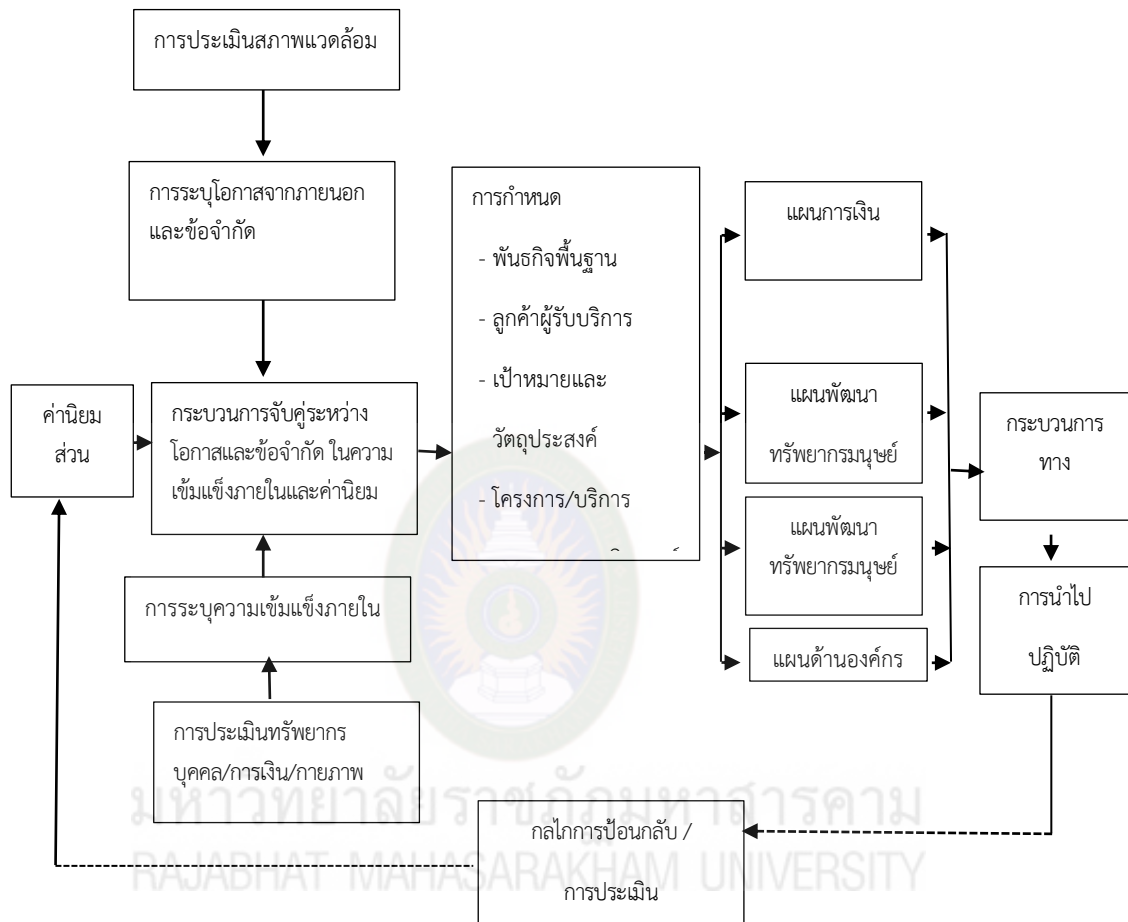 การประเมินสภาพแวดล้อม
การระบุโอกาสจากภายนอก
และข้อจำกัด
ค่านิยม
ส่วน
กระบวนการจับคู่ระหว่าง
โอกาสและข้อจำกัด ในความ
เข้มแข็งภายในและค่านิยม
การระบุความเข้มแข็งภายใน
การประเมินทรัพยากร
บุคคล/การเงิน/กายภาพ
การกำหนด
- พันธกิจพื้นฐาน
- ลูกค้าผู้รับบริการ
- เป้าหมายและ
วัตถุประสงค์
- โครงการ/บริการ
แผนการเงิน
แผนพัฒนา
ทรัพยากรมนุษย์
แผนพัฒนา
ทรัพยากรมนุษย์
แผนด้านองค์กร
กระบวนการ
ทาง
การนำไป
ปฏิบัติ
กลไกการป้อนกลับ /
การประเมิน
มหาวิทยาลัยราชภัฏมหาสารคาม
RAJABHAT MAHASARAKHAM UNIVERSITY